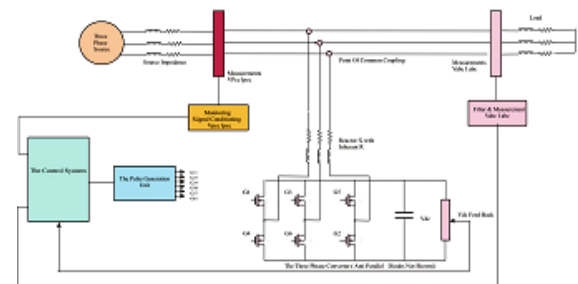 Three
Phase
Source
Source Impedance
Measurements
Vpcc Ipcc
Load
Point Of Common Coupling
Measurements
Vabc Iabc
Monitoring
Signal Conditioning
Vpcc Ipcc
Filter & Measurement
Vabc Iabc
Reactor X with
Inherent R
The Control System
The Pulse Generation
Unit
G1
G3
G5
G4
G6
G2
Vdc
Vdc Feed Back
The Three Phase Converter ( Anti Parallel Diodes Not Shown)